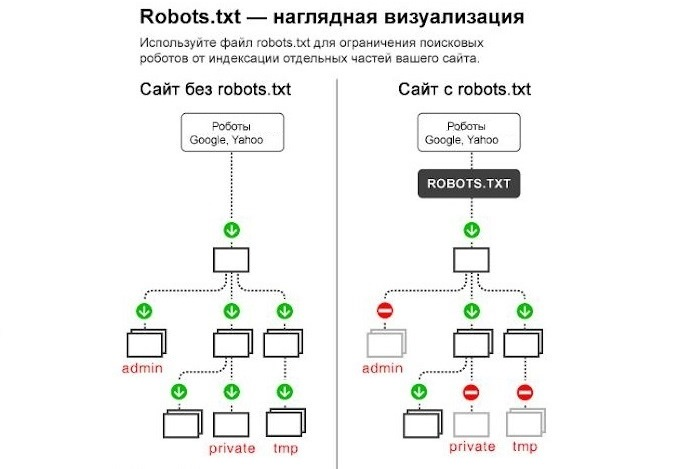 Robots.txt — наглядная визуализация
Используйте файл robots.txt для ограничения поисковых
роботов от индексации отдельных частей вашего сайта.
Сайт без robots.txt
Роботы
Google, Yahoo
admin
private
tmp
Сайт с robots.txt
Роботы
Google, Yahoo
ROBOTS.TXT
admin
private
tmp